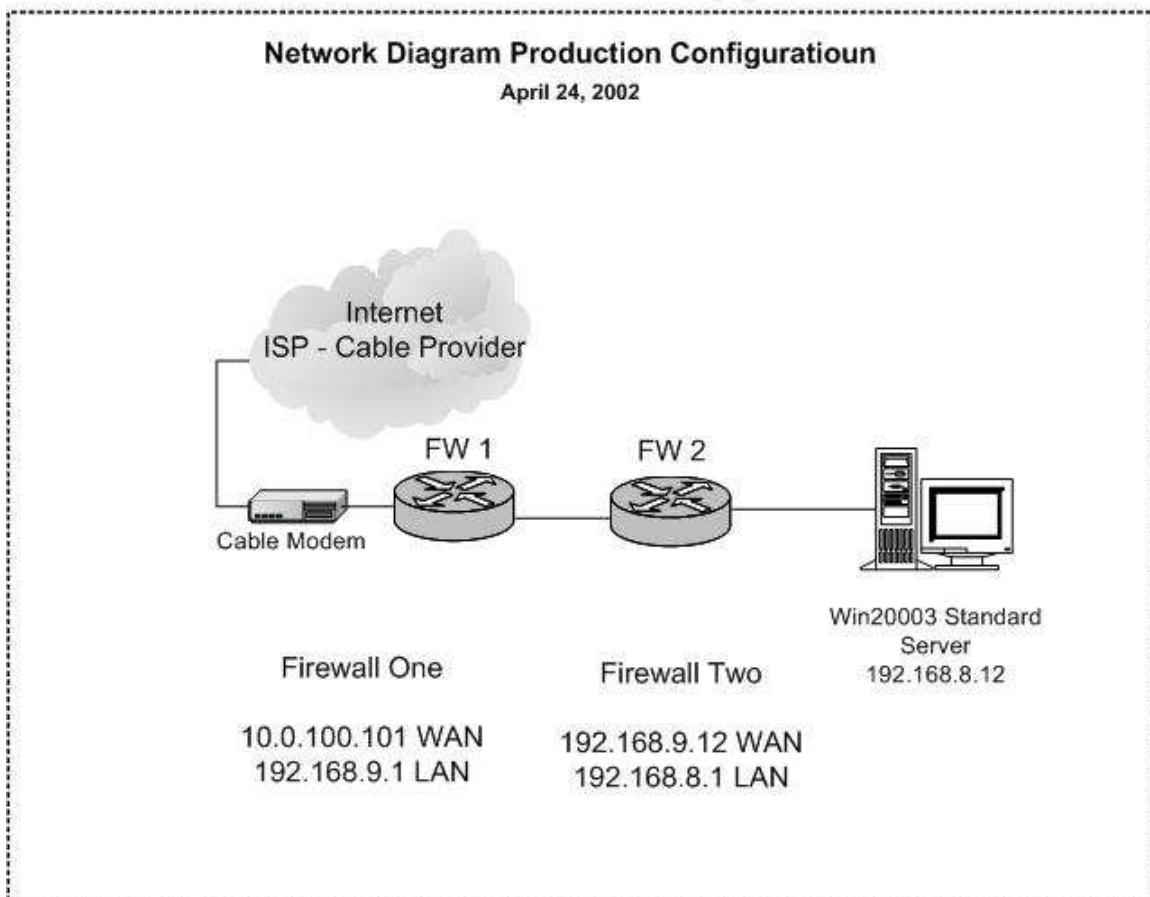 Network Diagram Production Configuratioun
April 24, 2002
Internet
ISP - Cable Provider
FW 1
FW 2
Cable Modem
Win20003 Standard
Server
192.168.8.12
Firewall One
10.0.100.101 WAN
192.168.9.1 LAN
Firewall Two
192.168.9.12 WAN
192.168.8.1 LAN